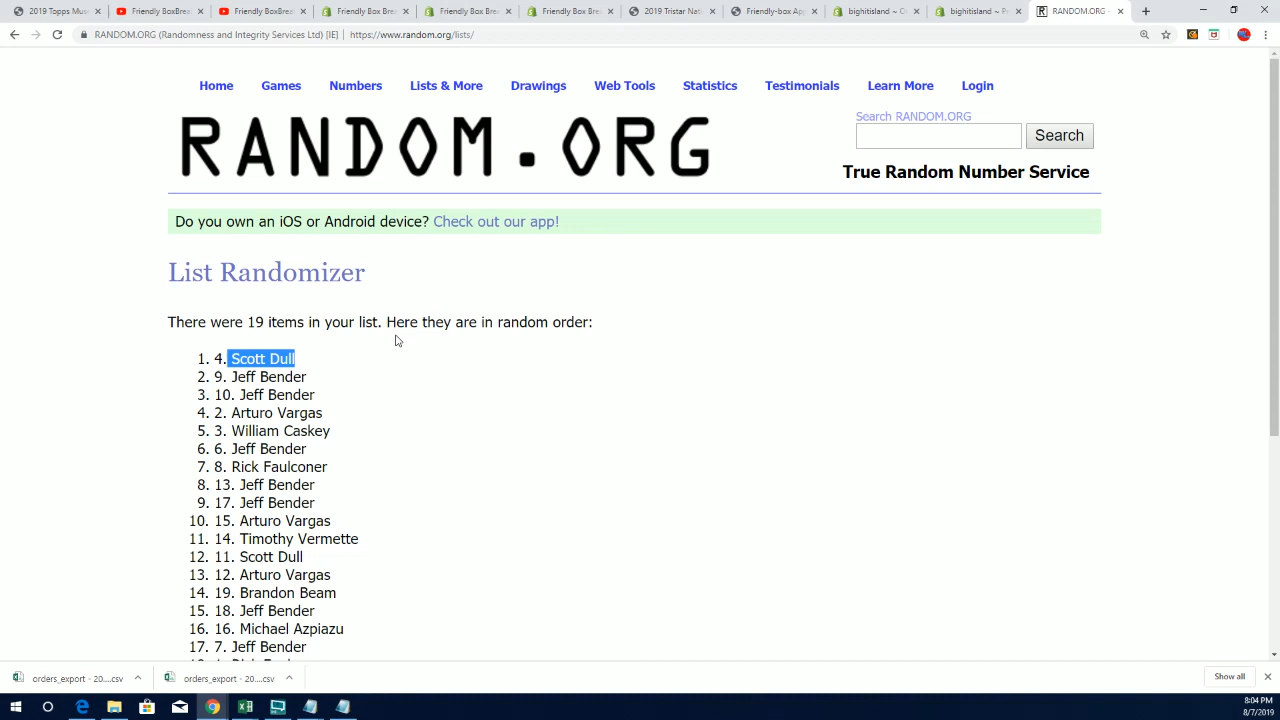 2019 Topps Mus
Friendly BoxBrea
Friendly BoxBrea
Friendly Box Bre
Friendly Box Bre
Friendly Box Bre
2019 Tristar Nat
Friendly-box App
bighitisland ~ C
bighitisland ~ P
RANDOM.ORG -
RANDOM.ORG (Randomness and Integrity Services Ltd) [IE] | https://www.random.org/lists/
Home Games Numbers Lists & More Drawings Web Tools Statistics Testimonials Learn More Login
RANDOM.ORG
Search RANDOM.ORG
Search
True Random Number Service
Do you own an iOS or Android device? Check out our app!
List Randomizer
There were 19 items in your list. Here they are in random order:
1. 4. Scott Dull
2. 9. Jeff Bender
3. 10. Jeff Bender
4. 2. Arturo Vargas
5. 3. William Caskey
6. 6. Jeff Bender
7. 8. Rick Faulconer
8. 13. Jeff Bender
9. 17. Jeff Bender
10. 15. Arturo Vargas
11. 14. Timothy Vermette
12. 11. Scott Dull
13. 12. Arturo Vargas
14. 19. Brandon Beam
15. 18. Jeff Bender
16. 16. Michael Azpiazu
17. 7. Jeff Bender
orders_export - 20....csv
orders_export - 20....csv
Show all
8:04 PM
8/7/2019